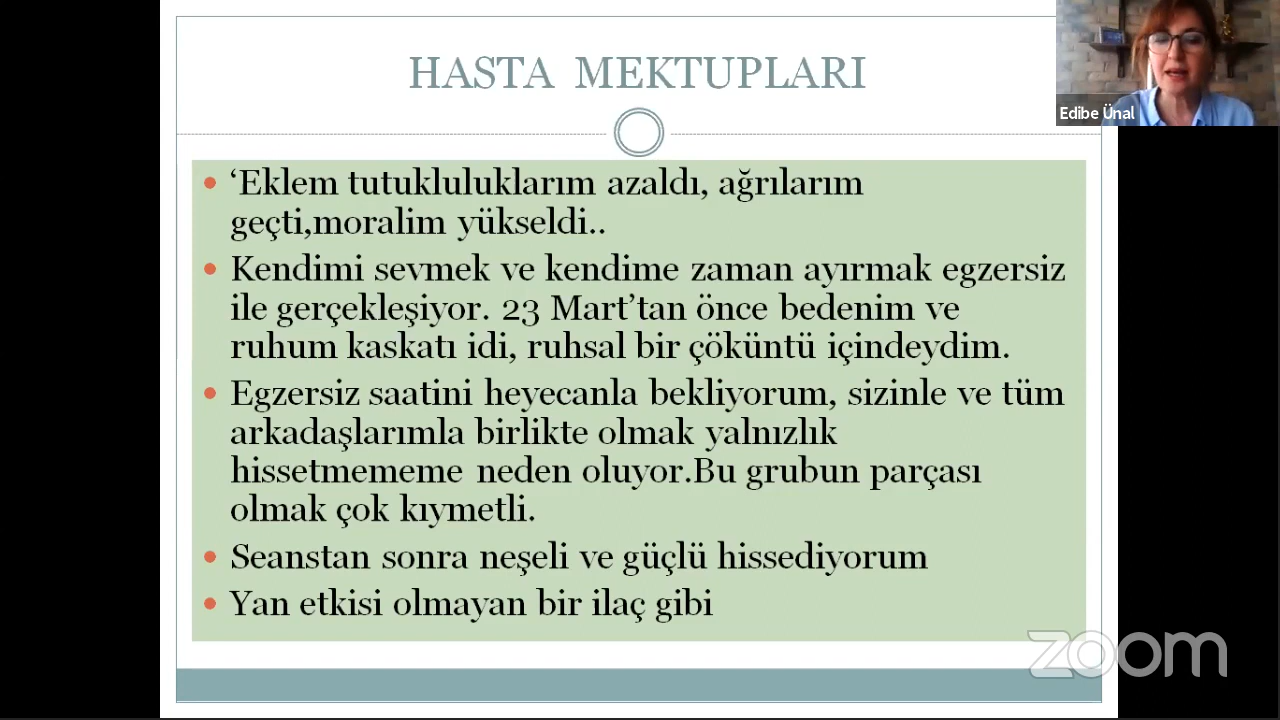 HASTA MEKTUPLARI
Edibe Ünal
• ‘Eklem tutukluluklarım azaldı, ağrılarım
geçti,moralim yükseldi..
• Kendimi sevmek ve kendime zaman ayırmak egzersiz
ile gerçekleşiyor. 23 Mart’tan önce bedenim ve
ruhum kaskatı idi, ruhsal bir çöküntü içindeydim.
• Egzersiz saatini heyecanla bekliyorum, sizinle ve tüm
arkadaşlarımla birlikte olmak yalnızlık
hissetmememe neden oluyor.Bu grubun parçası
olmak çok kıymetli.
• Seanstan sonra neşeli ve güçlü hissediyorum
• Yan etkisi olmayan bir ilaç gibi
zoom